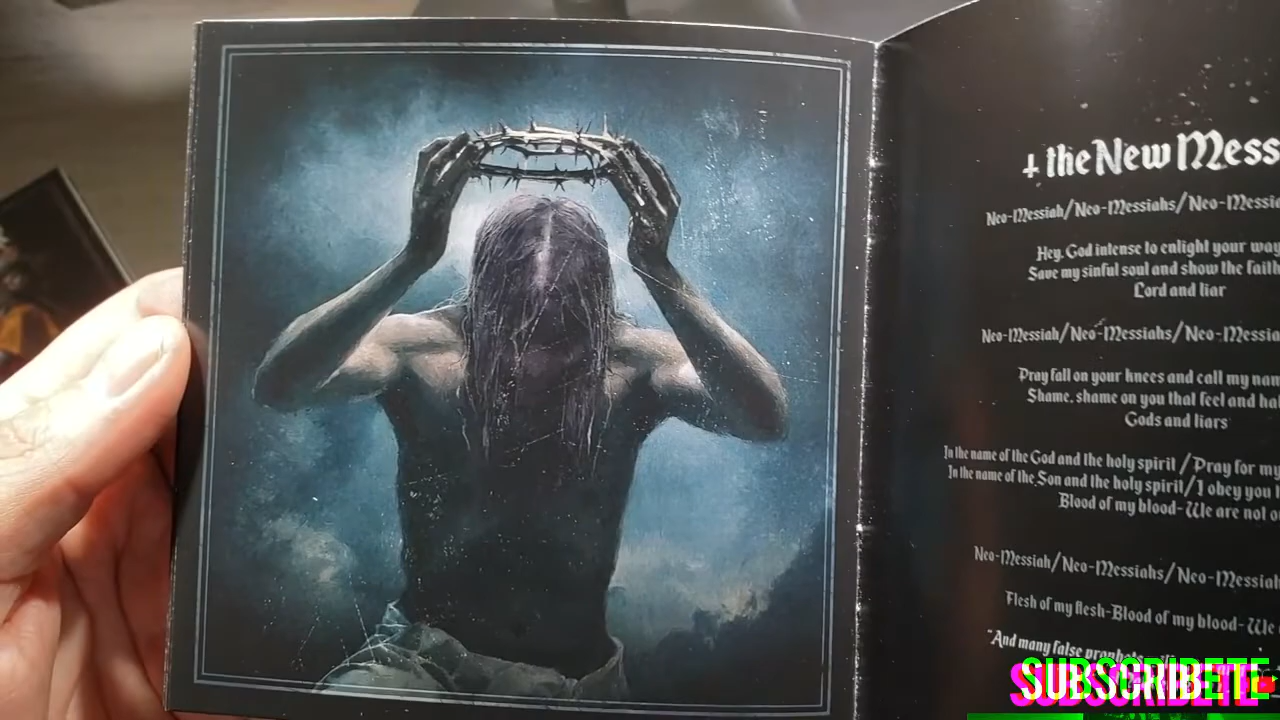 the New Mess
Neo-Messiah/Neo-Messiahs/Neo-Messia
Hey, God intense to enlight your way
Save my sinful soul and show the faith
Lord and liar
Neo-Messiah/Neo-Messiahs/Neo-Messia
Pray fall on your knees and call my nam
Shame, shame on you that feel and ha
Gods and liars
In the name of the God and the holy spirit /Pray for my
In the name of the Son and the holy spirit/I obey you
Blood of my blood-We are not o
Neo-Messiah/Neo-Messiahs/Neo-Messiah
Flesh of my flesh-Blood of my blood- We
"And many false prophets
SUBSCRIBETE